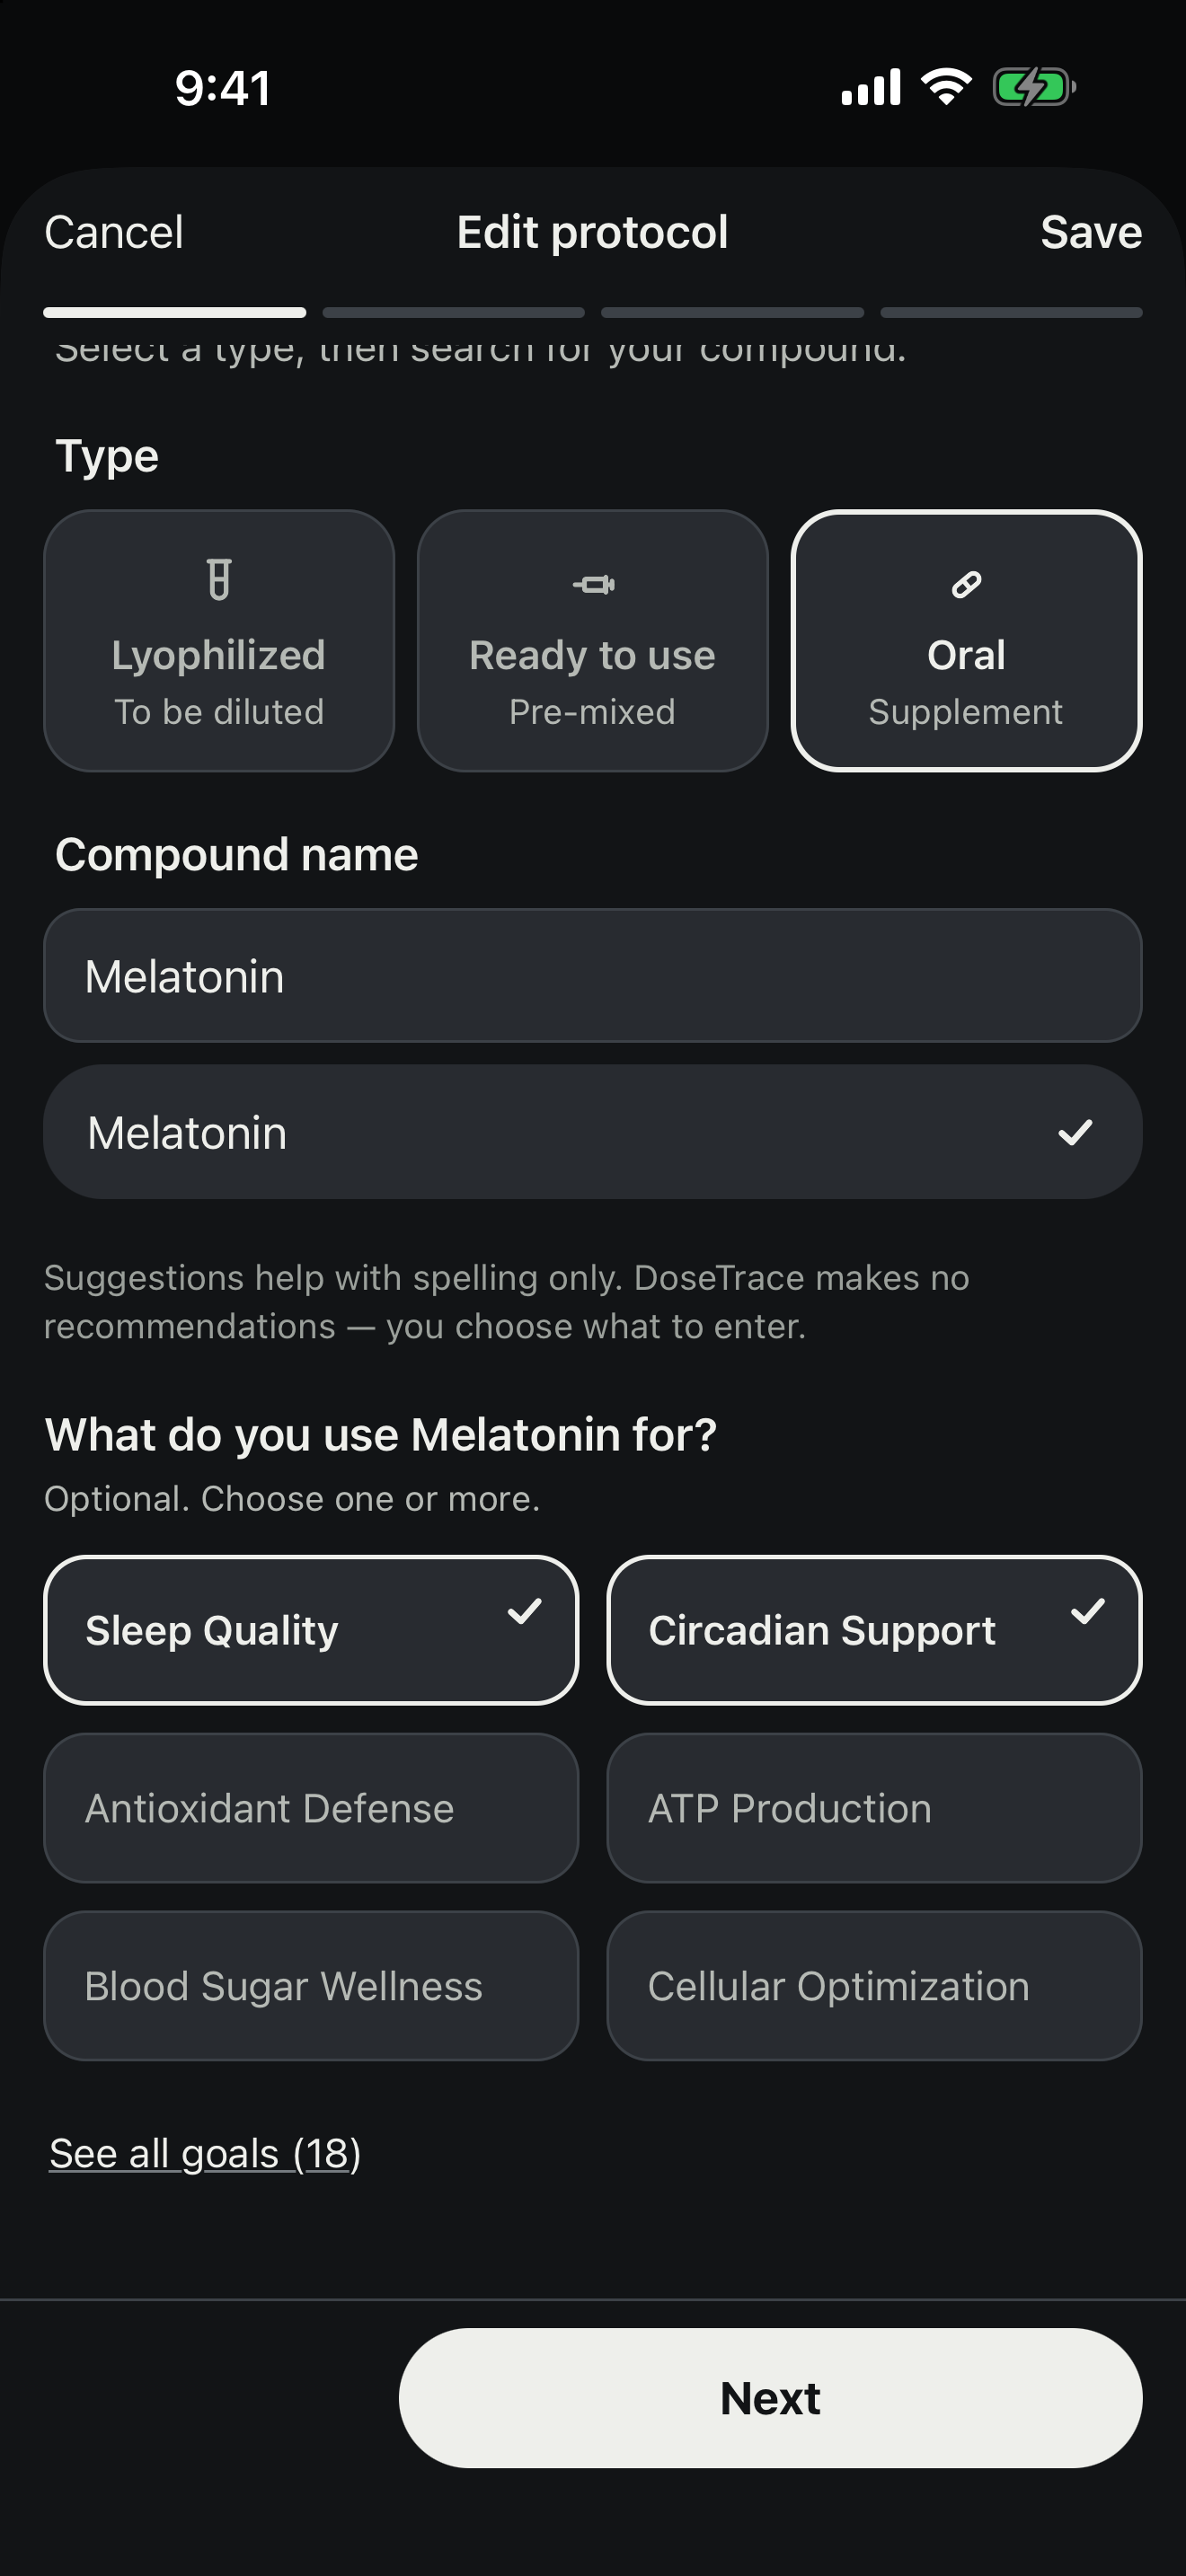 9:41
Cancel
Edit protocol
Save
Select a type, then search for your compound.
Type
Lyophilized
To be diluted
Ready to use
Pre-mixed
Oral
Supplement
Compound name
Melatonin
Melatonin
Suggestions help with spelling only. DoseTrace makes no
recommendations — you choose what to enter.
What do you use Melatonin for?
Optional. Choose one or more.
Sleep Quality
Circadian Support
Antioxidant Defense
ATP Production
Blood Sugar Wellness
Cellular Optimization
See all goals (18)
Next